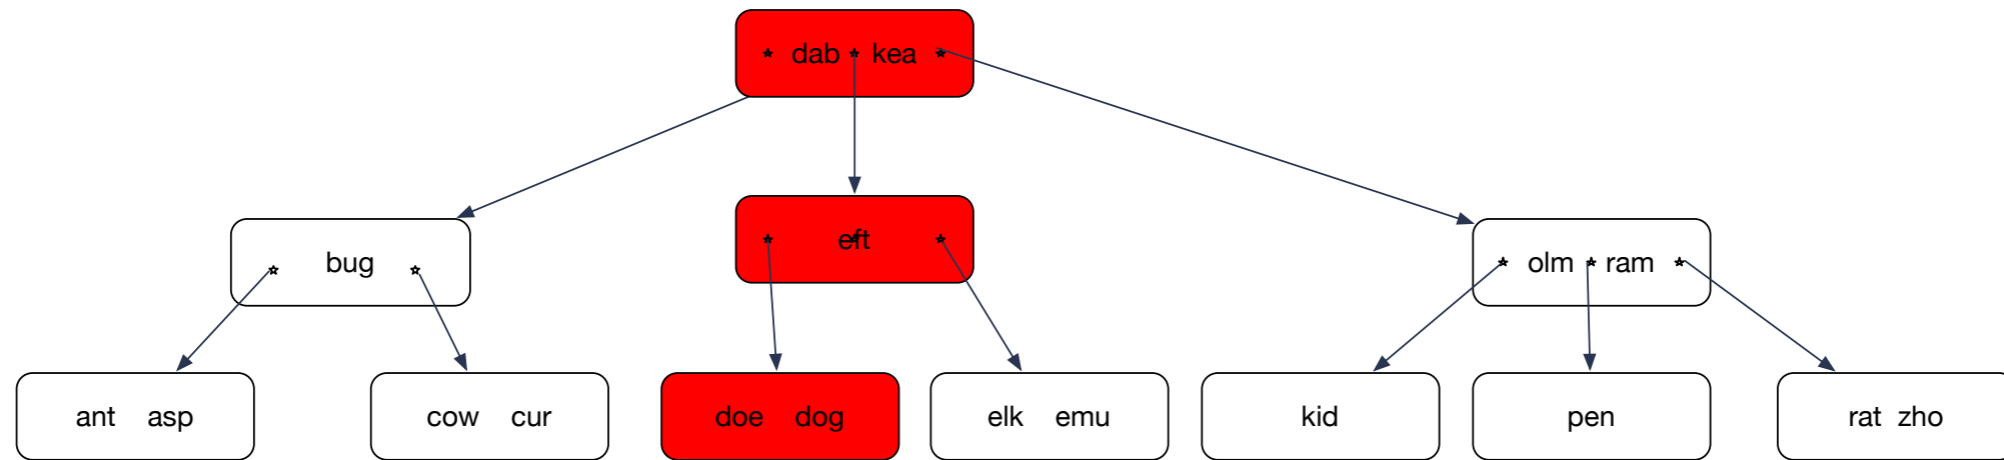 dab kea
bug
eft
olm ram
ant asp
cow cur
doe dog
elk emu
kid
pen
rat zho